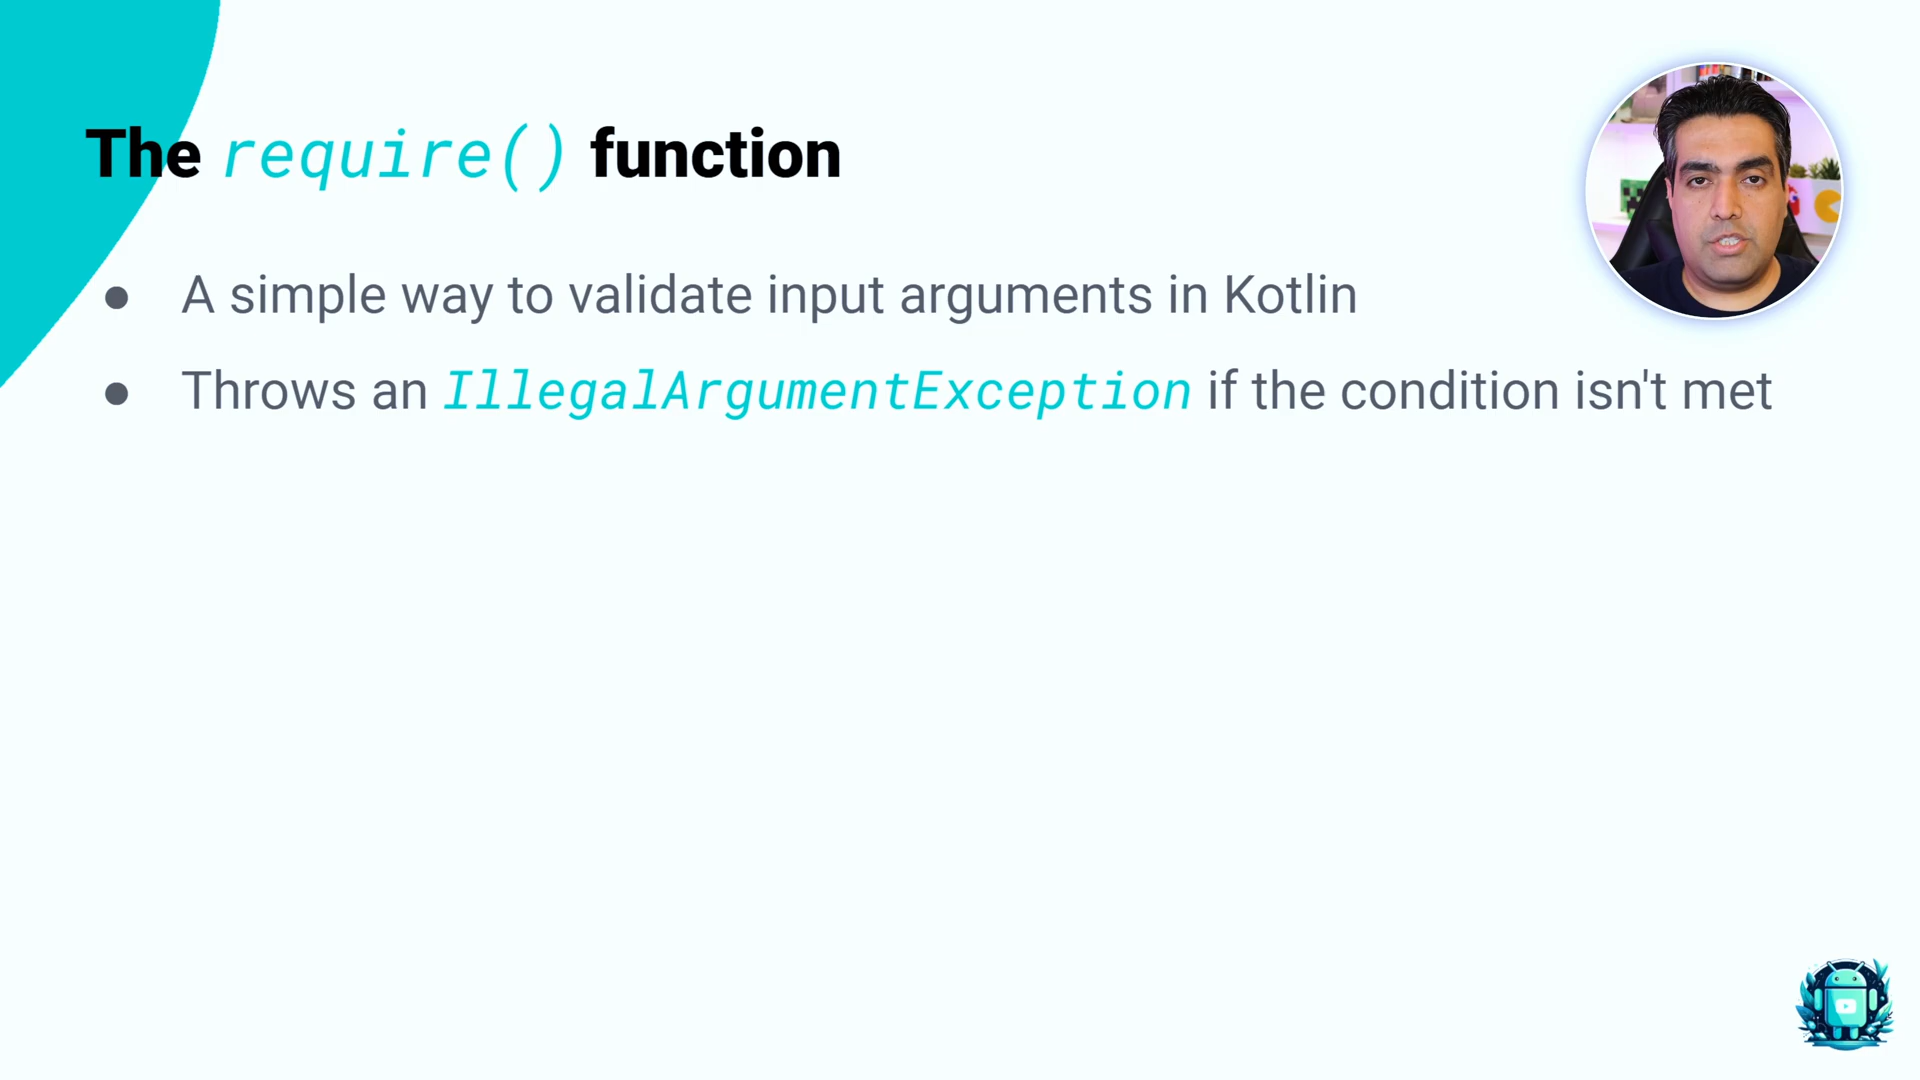 The require() function
● A simple way to validate input arguments in Kotlin
● Throws an IllegalArgumentException if the condition isn't met